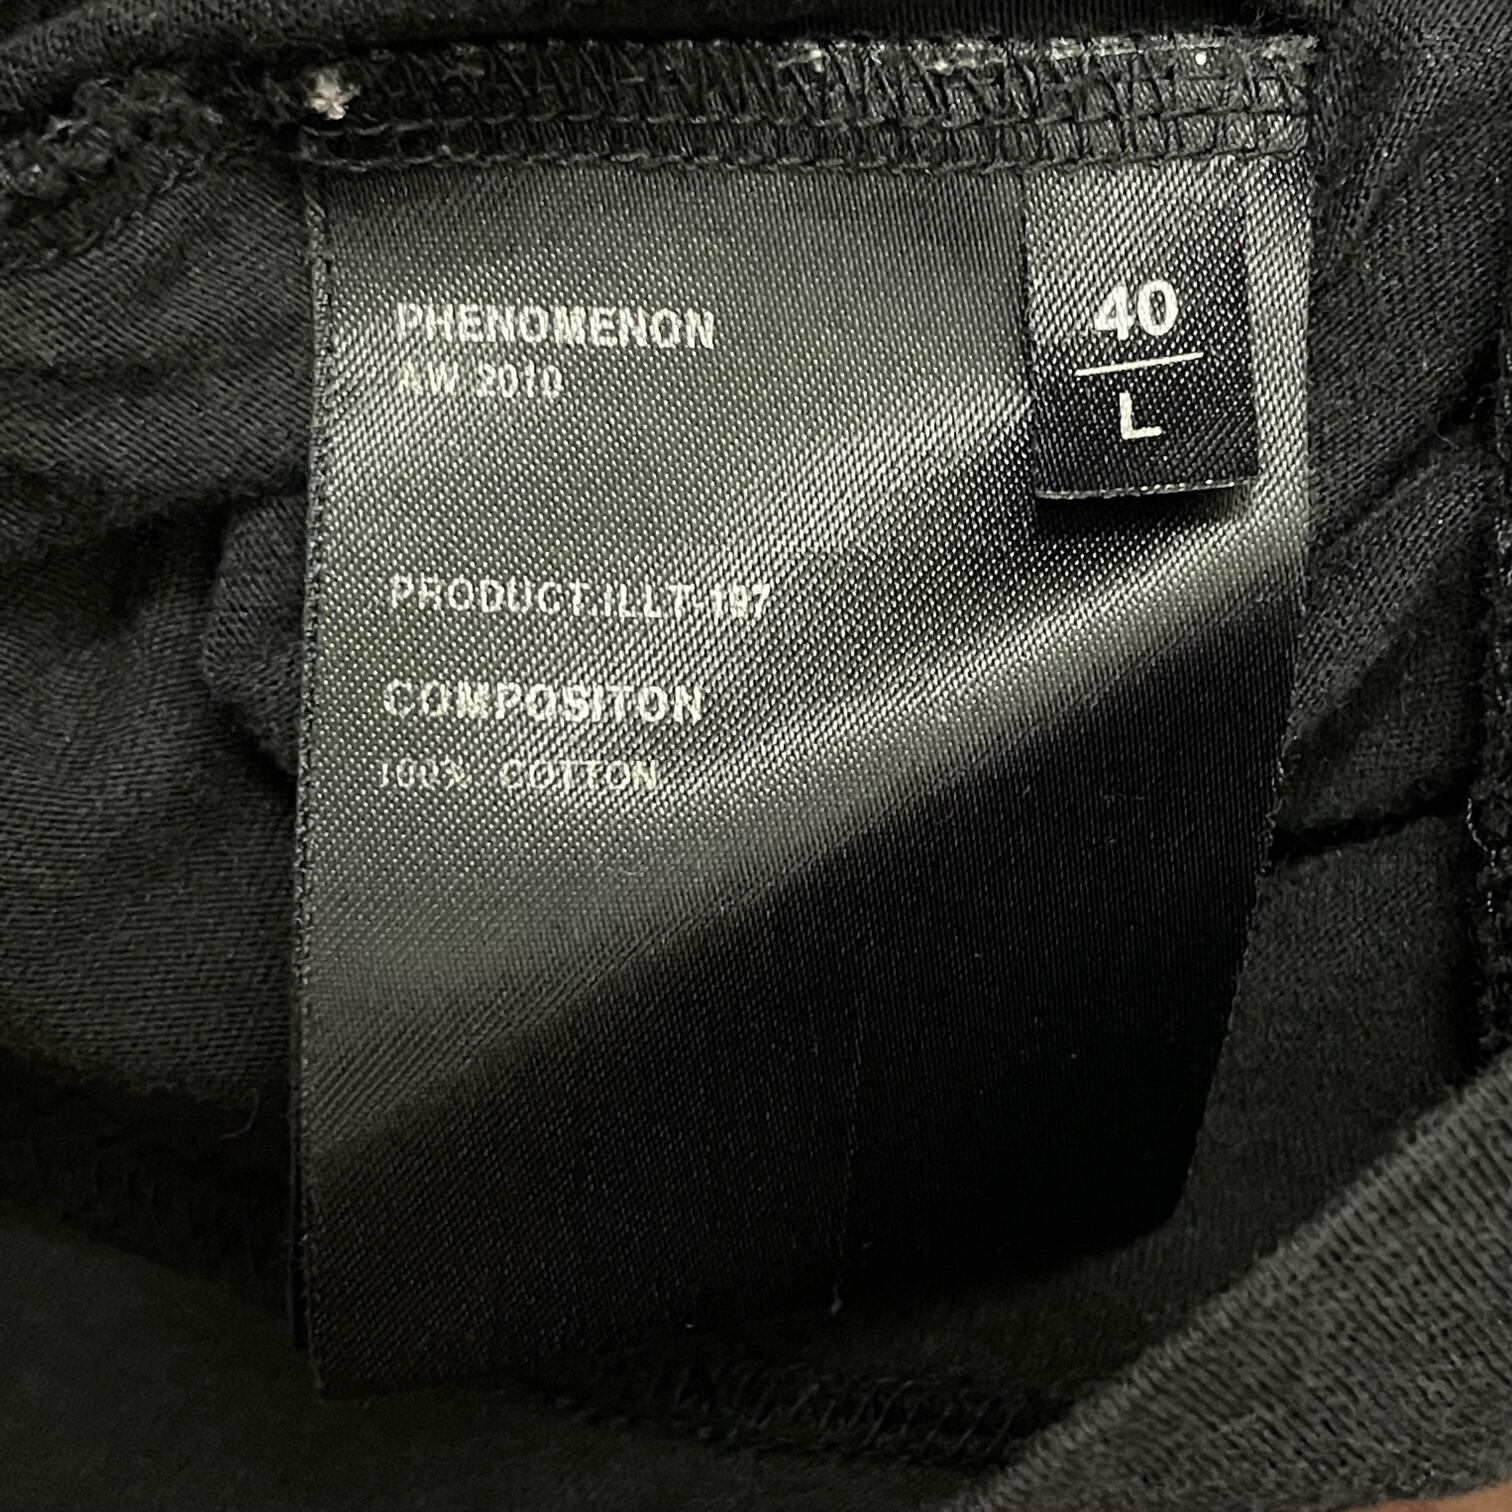 PHENOMENON
AW 2010
40
L
PRODUCT.ILLT-197
COMPOSITON
100% COTTON